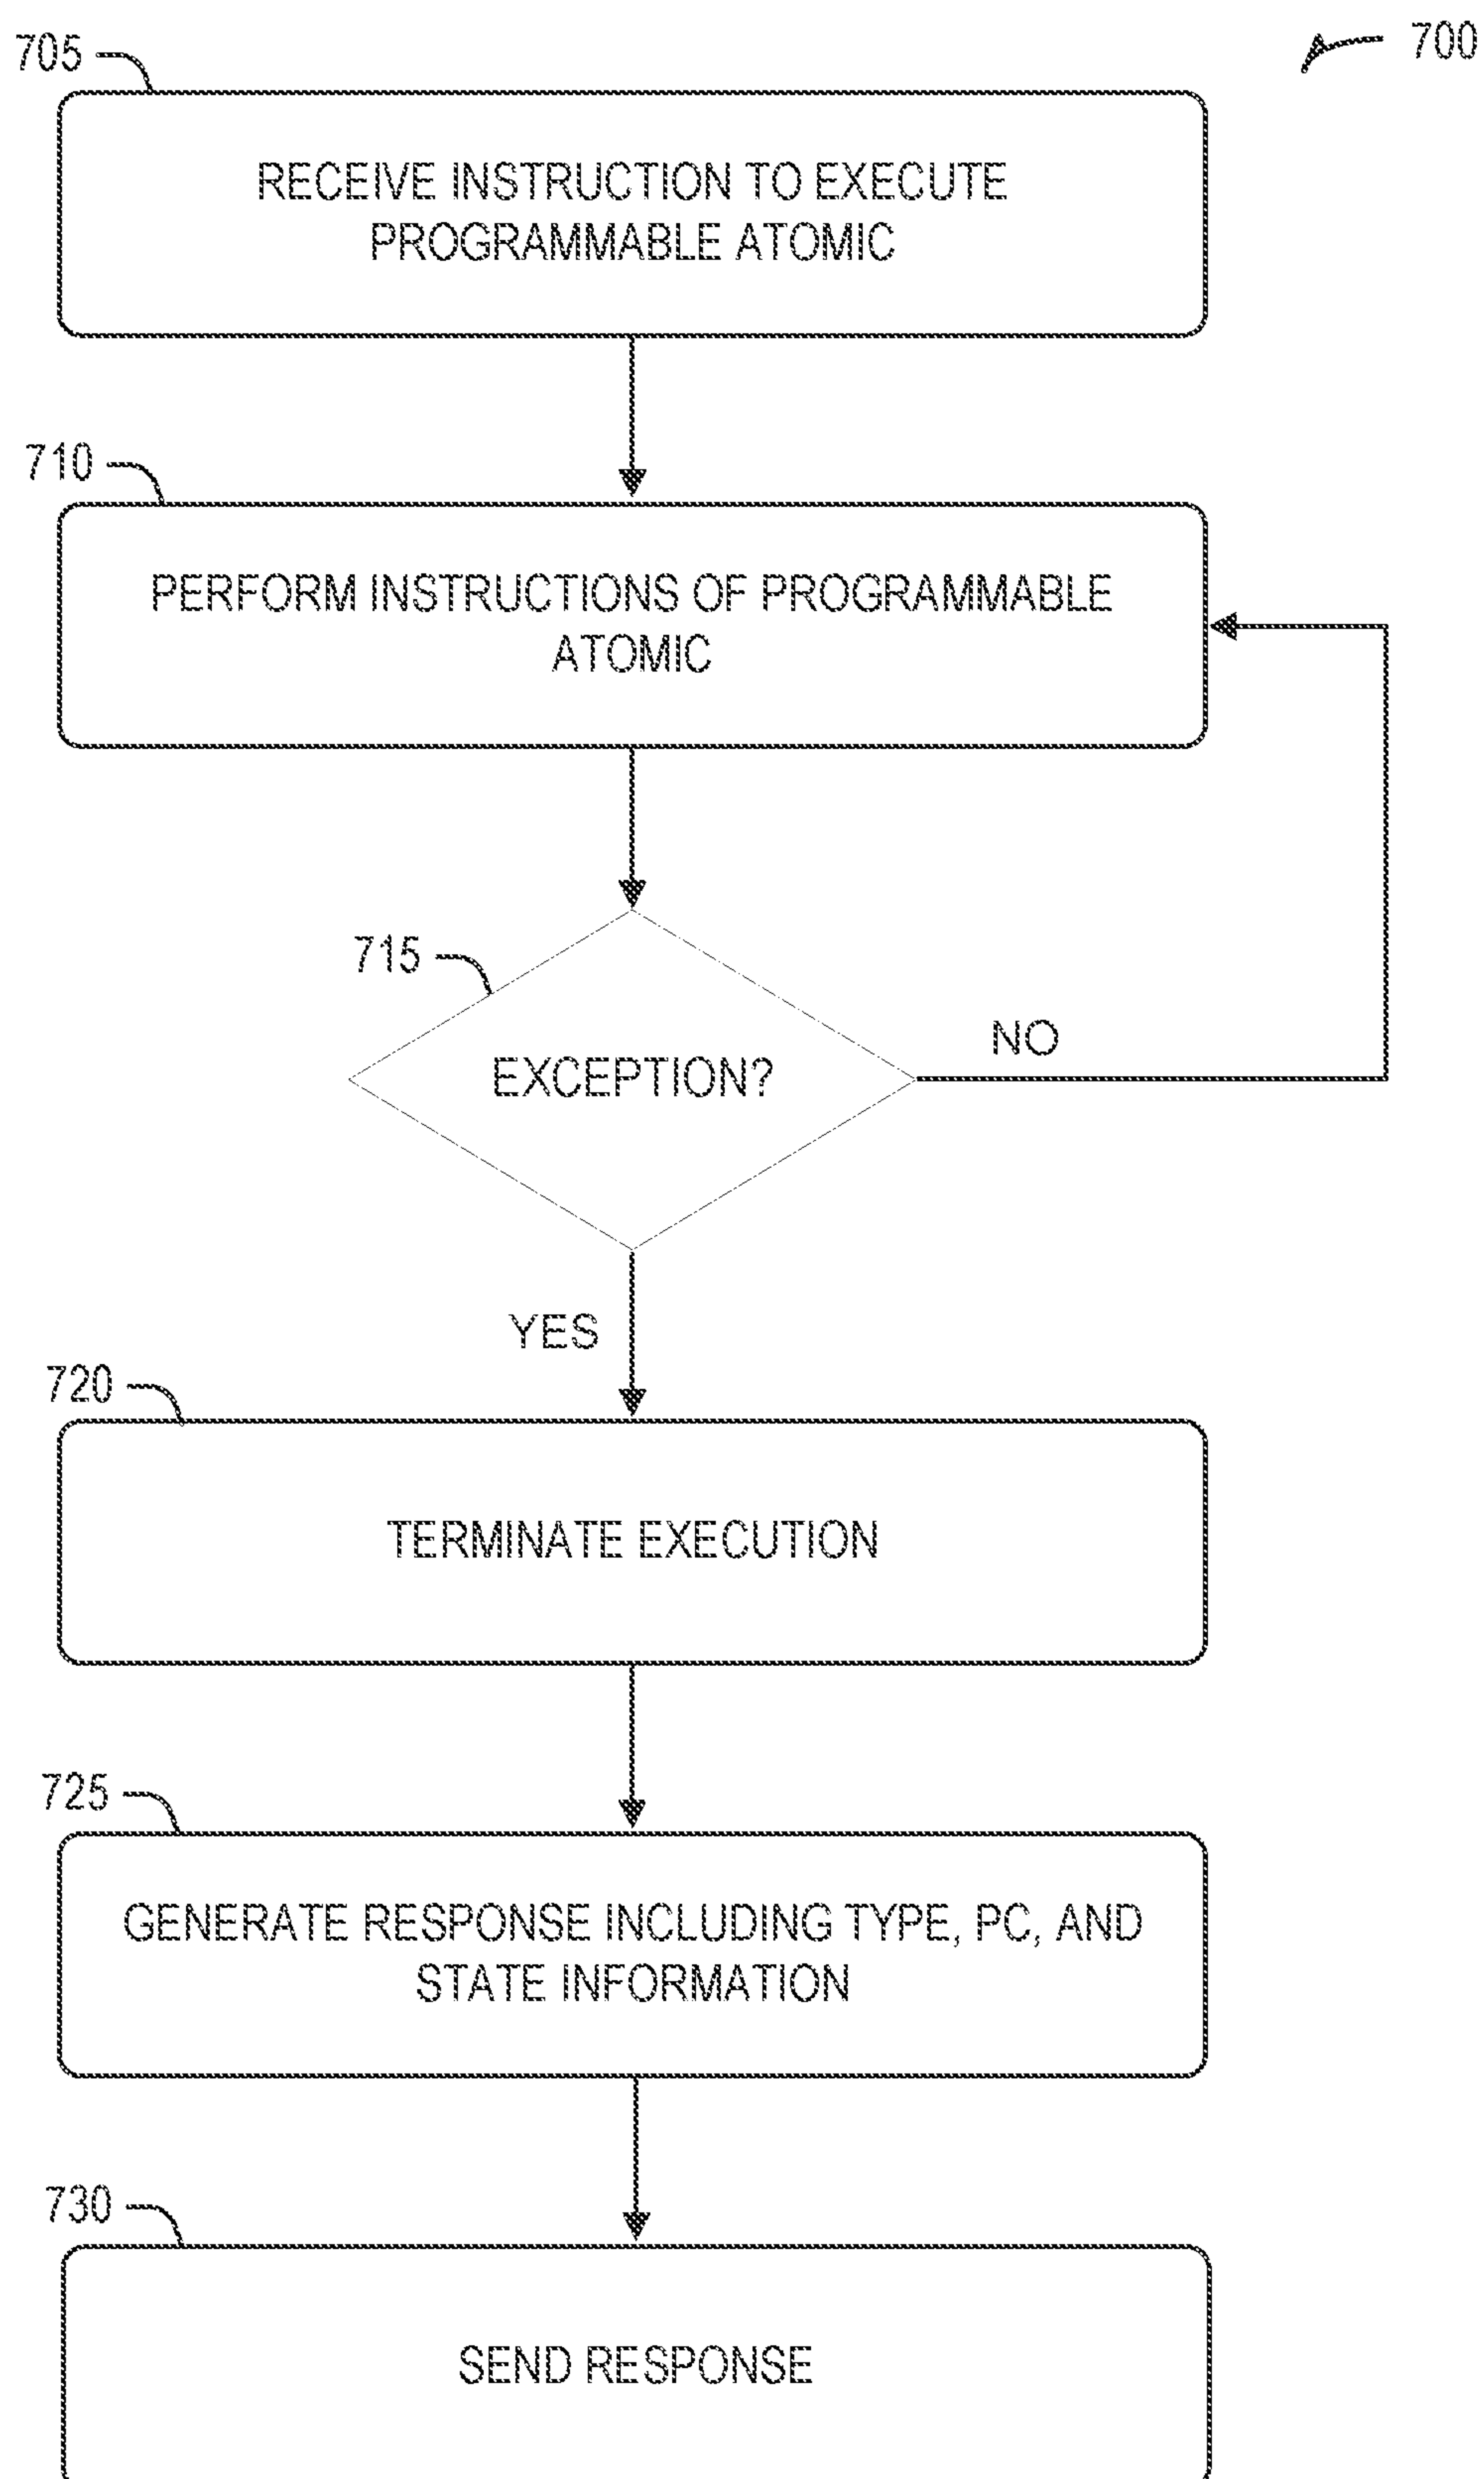 700
705
RECEIVE INSTRUCTION TO EXECUTE
PROGRAMMABLE ATOMIC
710
PERFORM INSTRUCTIONS OF PROGRAMMABLE
ATOMIC
715
EXCEPTION?
NO
YES
720
TERMINATE EXECUTION
725
GENERATE RESPONSE INCLUDING TYPE, PC, AND
STATE INFORMATION
730
SEND RESPONSE